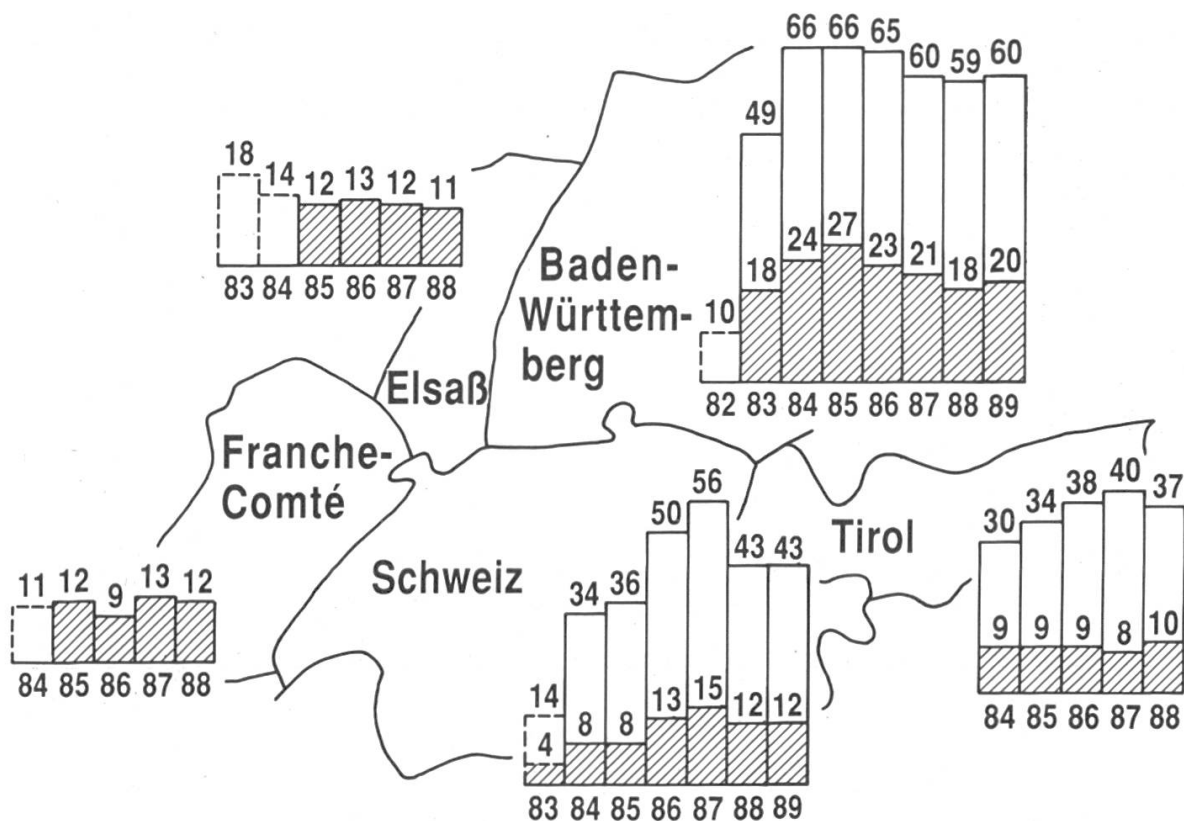 66 66 65
60 59 60
49
24 27 23 21 18 20
18
10
82 83 84 85 86 87 88 89
18 14 12 13 12 11
83 84 85 86 87 88
Baden-
Württem-
berg
Elsaß
Franche-
Comté
11 12 9 13 12
84 85 86 87 88
Schweiz
56
50
43 43
34 36
14
13 15 12 12
8 8
4
83 84 85 86 87 88 89
Tirol
30 34 38 40 37
9 9 9 8 10
84 85 86 87 88